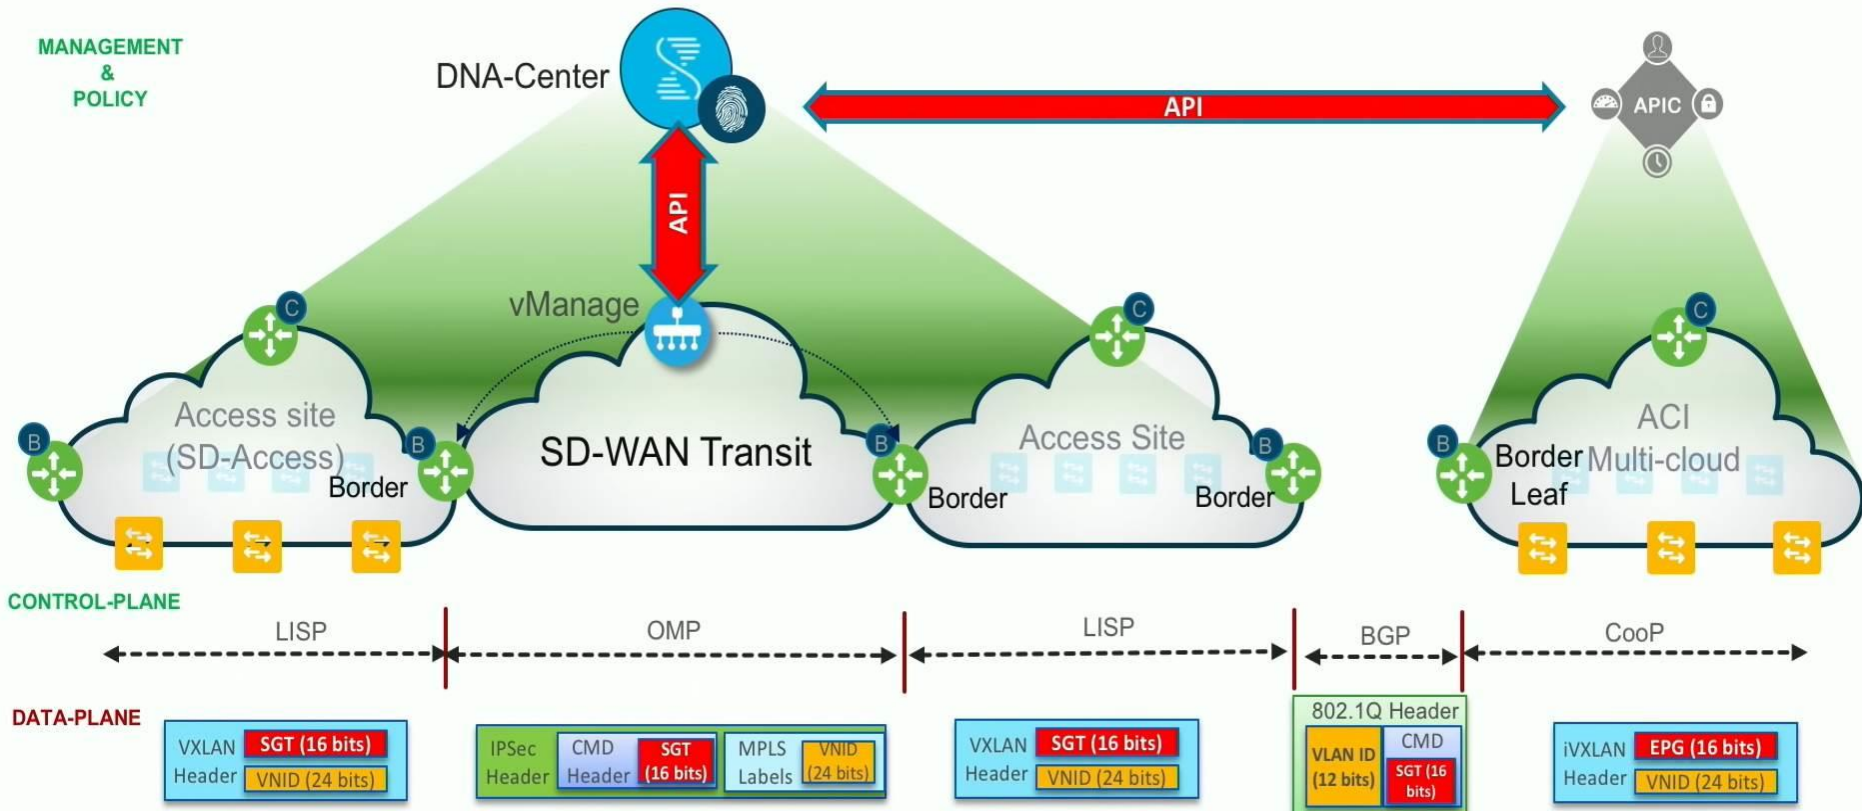 MANAGEMENT
&
POLICY
DNA-Center
API
APIC
API
vManage
C
C
C
Access site
(SD-Access)
SD-WAN Transit
Access Site
ACI
Multi-cloud
B
B
B
B
B
Border
Border
Border
Border
Leaf
CONTROL-PLANE
LISP
OMP
LISP
BGP
CooP
DATA-PLANE
VXLAN
Header
SGT (16 bits)
VNID (24 bits)
IPSec
Header
CMD
Header
SGT
(16 bits)
MPLS
Labels
VNID
(24 bits)
VXLAN
Header
SGT (16 bits)
VNID (24 bits)
802.1Q Header
VLAN ID
(12 bits)
CMD
SGT (16
bits)
iVXLAN
Header
EPG (16 bits)
VNID (24 bits)